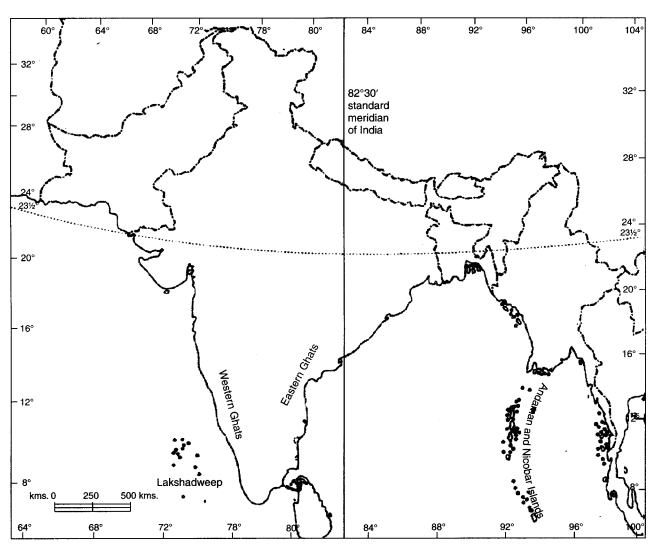 60° 64° 68° 72° 76° 80° 84° 88° 92° 96° 100° 104°
32°
28°
24°
23½°
20°
16°
12°
8°
82°30'
standard
meridian
of India
32°
28°
24°
23½°
20°
16°
12°
8°
Western Ghats
Eastern Ghats
Andaman and Nicobar Islands
Lakshadweep
kms. 0 250 500 kms.
64° 68° 72° 78° 80° 84° 88° 92° 96° 100°